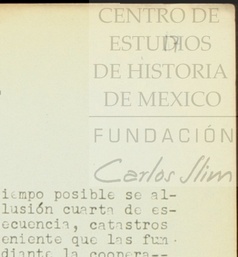 CENTRO DE
ESTUDIOS
DE HISTORIA
DE MEXICO
FUNDACIÓN
Carlos Slim
iempo posible se al-
lusión cuarta de es-
ecuencia, catastros
eniente que las fun-
diante la coopera--